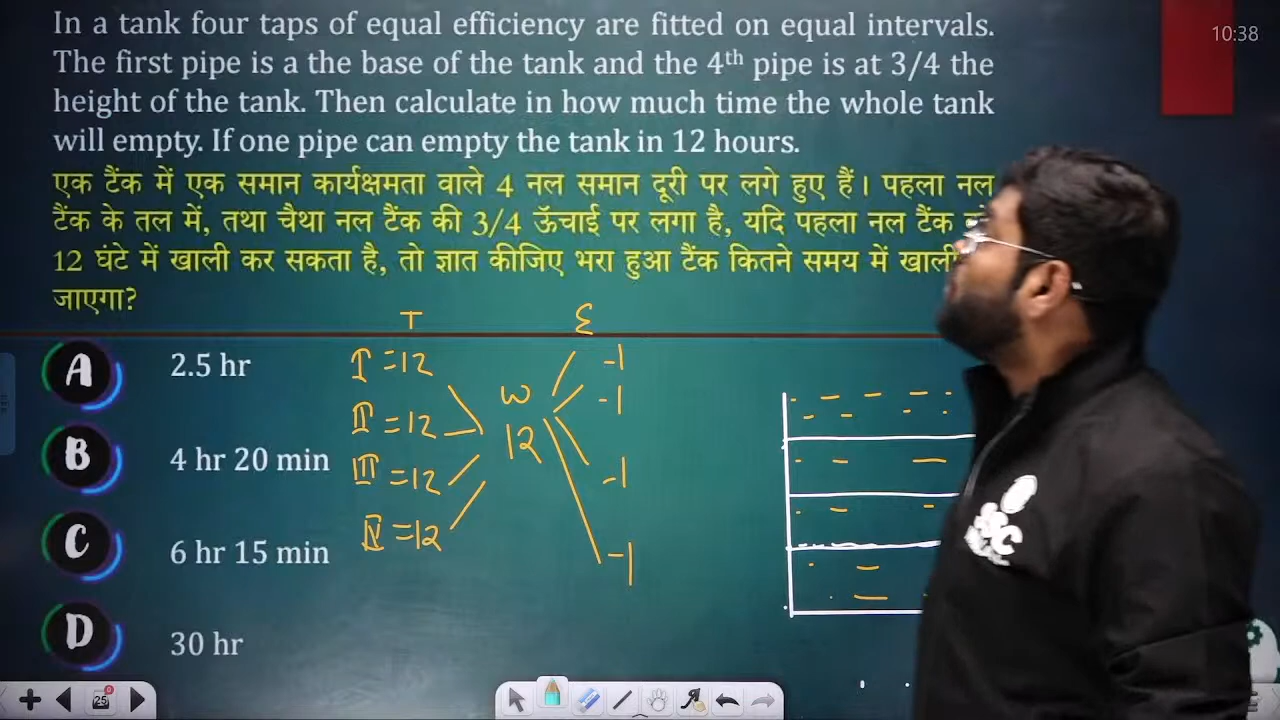 In a tank four taps of equal efficiency are fitted on equal intervals.
10:38
The first pipe is a the base of the tank and the 4th pipe is at 3/4 the
height of the tank. Then calculate in how much time the whole tank
will empty. If one pipe can empty the tank in 12 hours.
एक टैंक में एक समान कार्यक्षमता वाले 4 नल समान दूरी पर लगे हुए हैं। पहला नल
टैंक के तल में, तथा चैथा नल टैंक की 3/4 ऊँचाई पर लगा है, यदि पहला नल टैंक
12 घंटे में खाली कर सकता है, तो ज्ञात कीजिए भरा हुआ टैंक कितने समय में खाली
जाएगा?
T
ε
A
2.5 hr
I =12
-1
W
-1
II =12
12
B
4 hr 20 min
III =12
-1
IV =12
-1
C
6 hr 15 min
D
30 hr
25